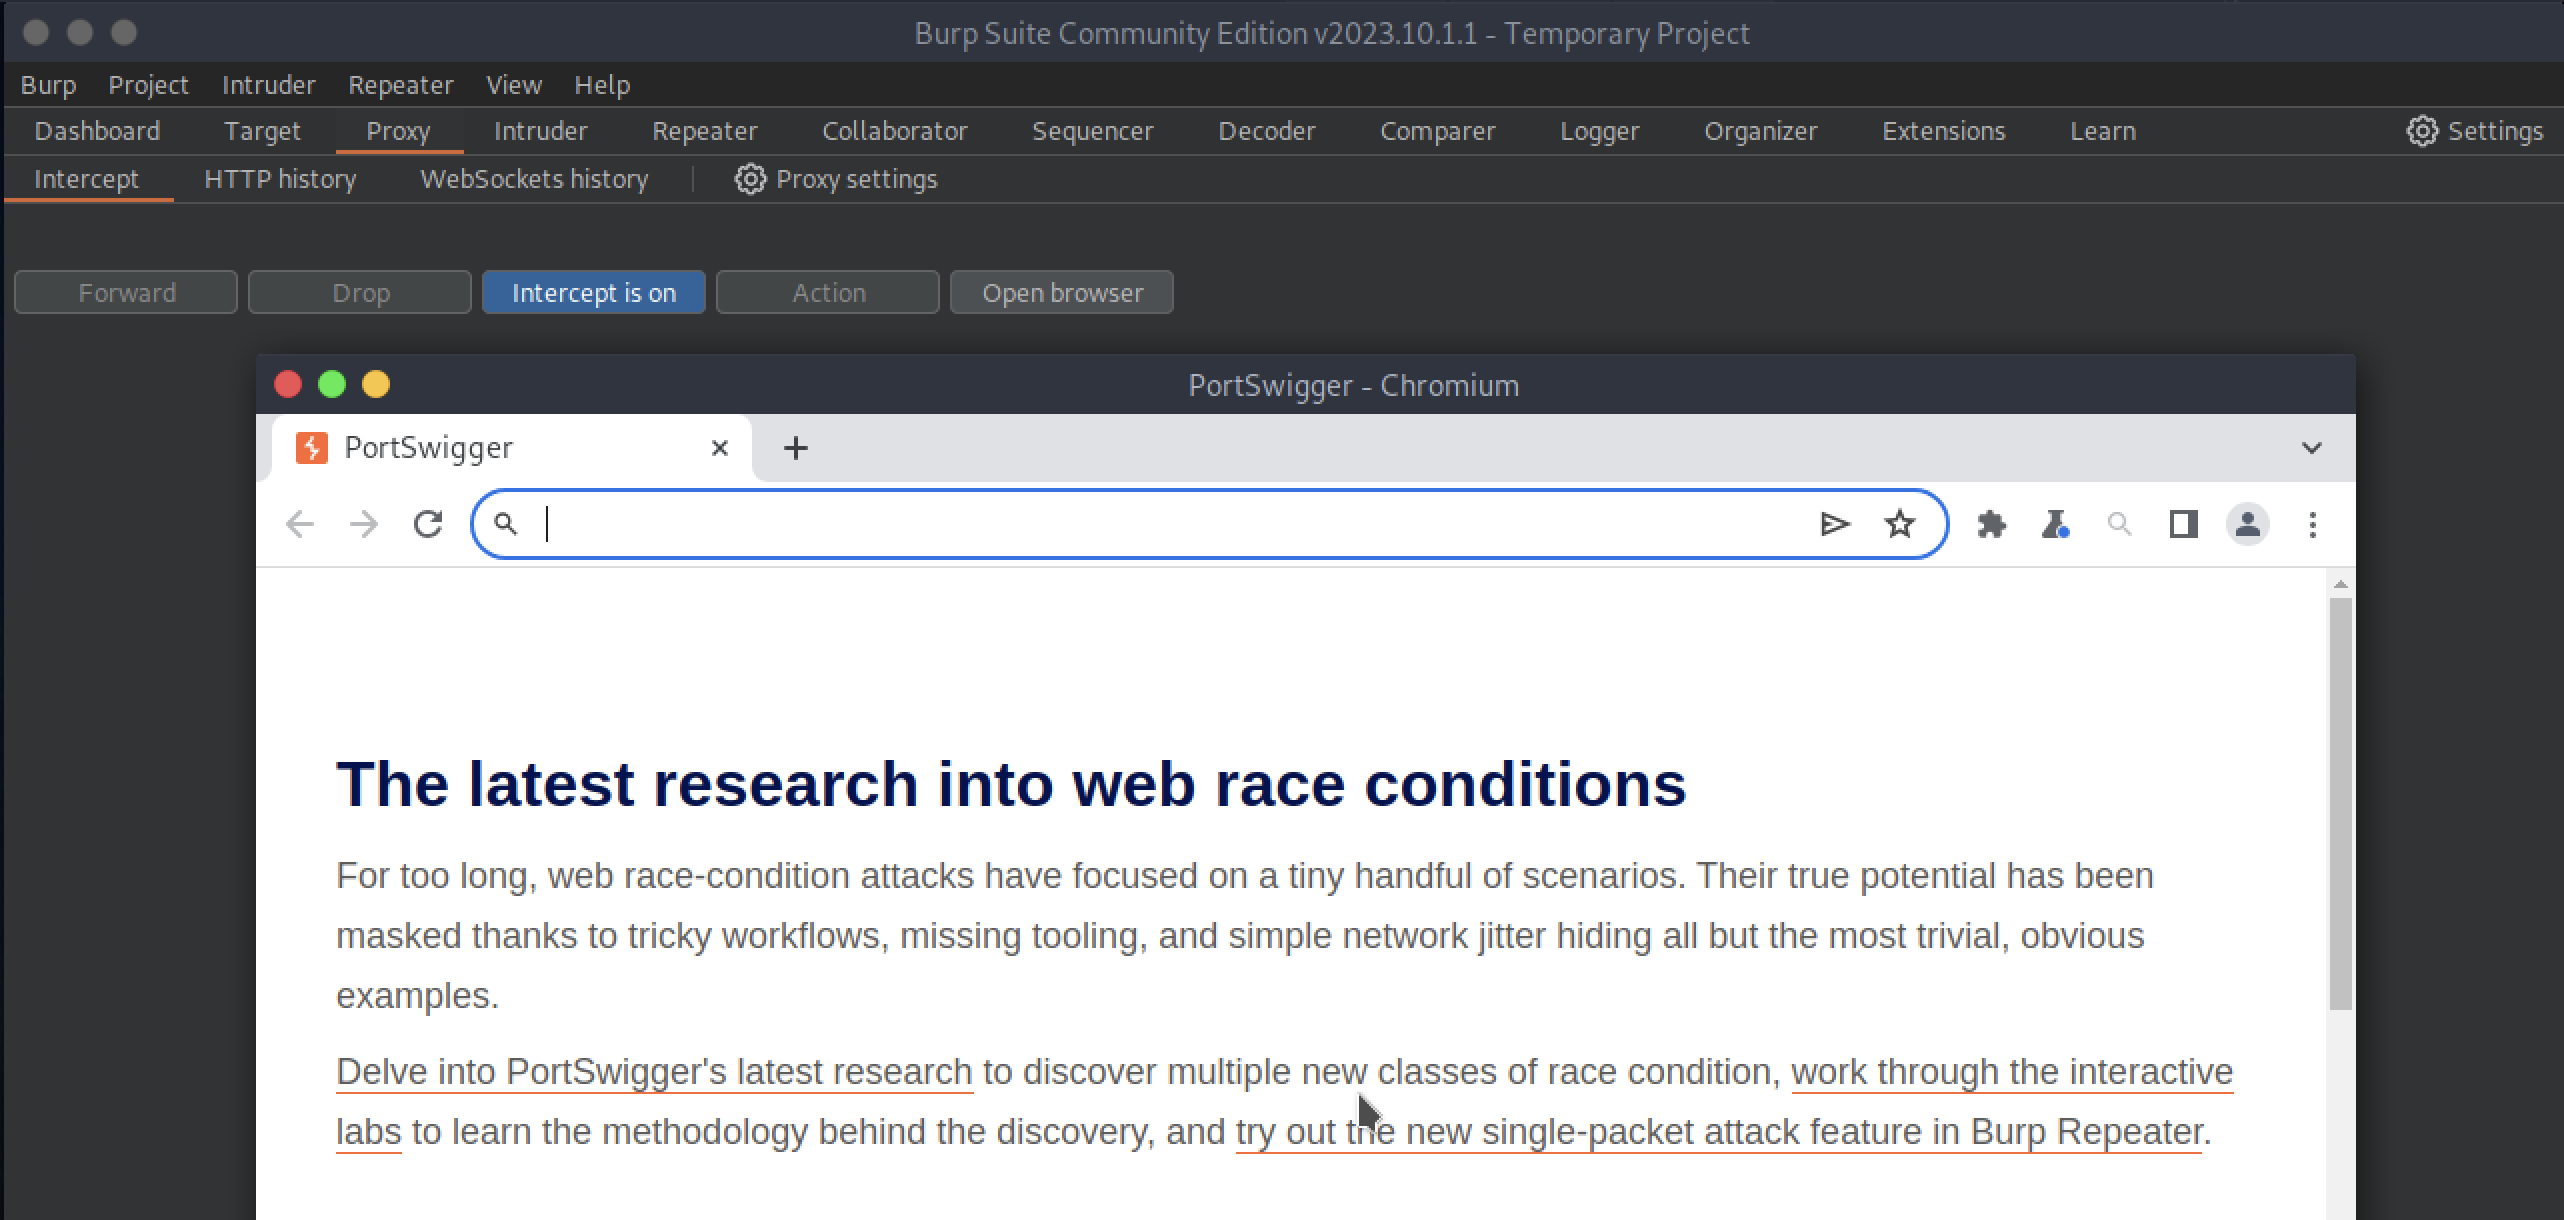 Burp Suite Community Edition v2023.10.1.1 - Temporary Project
Burp Project Intruder Repeater View Help
Dashboard Target Proxy Intruder Repeater Collaborator Sequencer Decoder Comparer Logger Organizer Extensions Learn Settings
Intercept HTTP history WebSockets history Proxy settings
Forward Drop Intercept is on Action Open browser
PortSwigger - Chromium
PortSwigger
The latest research into web race conditions
For too long, web race-condition attacks have focused on a tiny handful of scenarios. Their true potential has been
masked thanks to tricky workflows, missing tooling, and simple network jitter hiding all but the most trivial, obvious
examples.
Delve into PortSwigger's latest research to discover multiple new classes of race condition, work through the interactive
labs to learn the methodology behind the discovery, and try out the new single-packet attack feature in Burp Repeater.